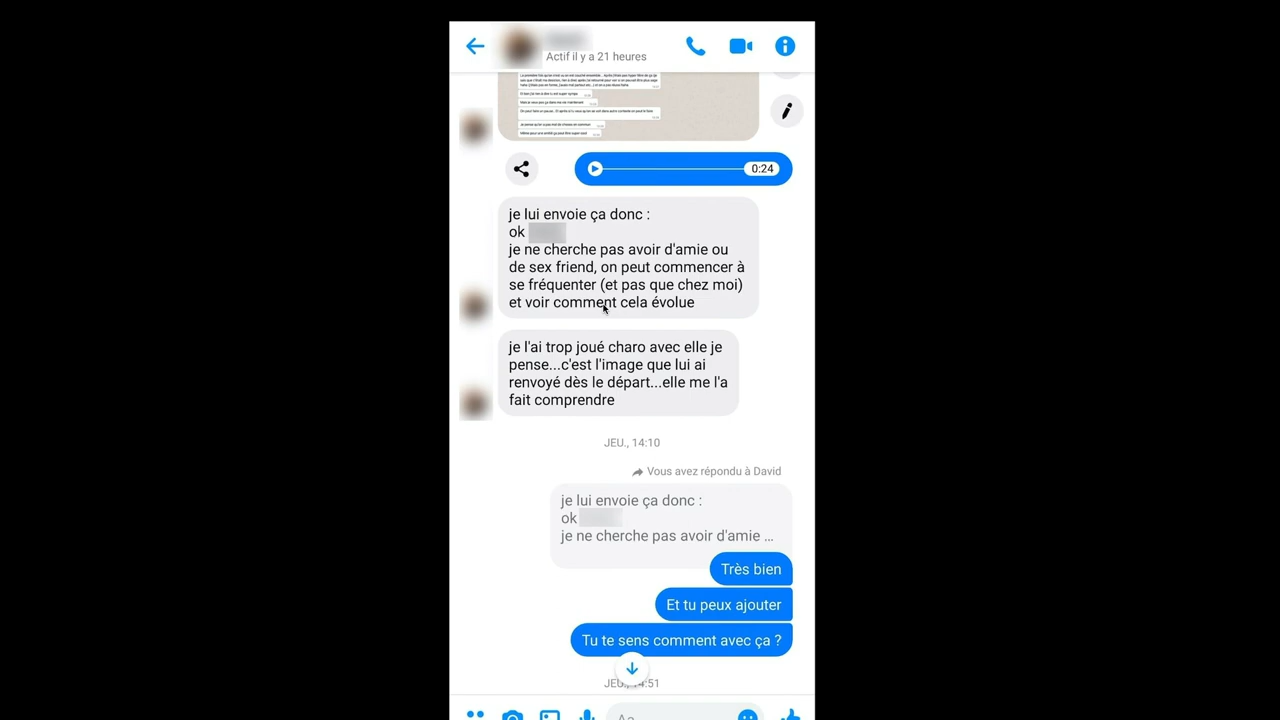 Actif il y a 21 heures
0:24
je lui envoie ça donc :
ok
je ne cherche pas avoir d'amie ou
de sex friend, on peut commencer à
se fréquenter (et pas que chez moi)
et voir comment cela évolue
je l'ai trop joué charo avec elle je
pense...c'est l'image que lui ai
renvoyé dès le départ...elle me l'a
fait comprendre
JEU., 14:10
Vous avez répondu à David
je lui envoie ça donc :
ok
je ne cherche pas avoir d'amie ...
Très bien
Et tu peux ajouter
Tu te sens comment avec ça ?
JEU., 14:51
Aa